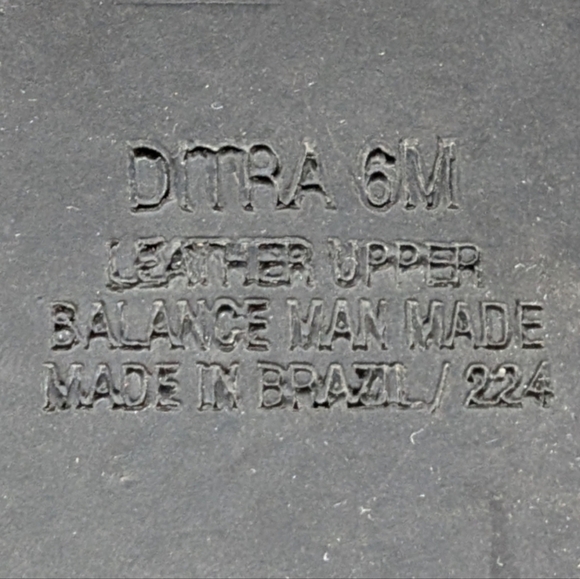 DITRA 6M
LEATHER UPPER
BALANCE MAN MADE
MADE IN BRAZIL / 224